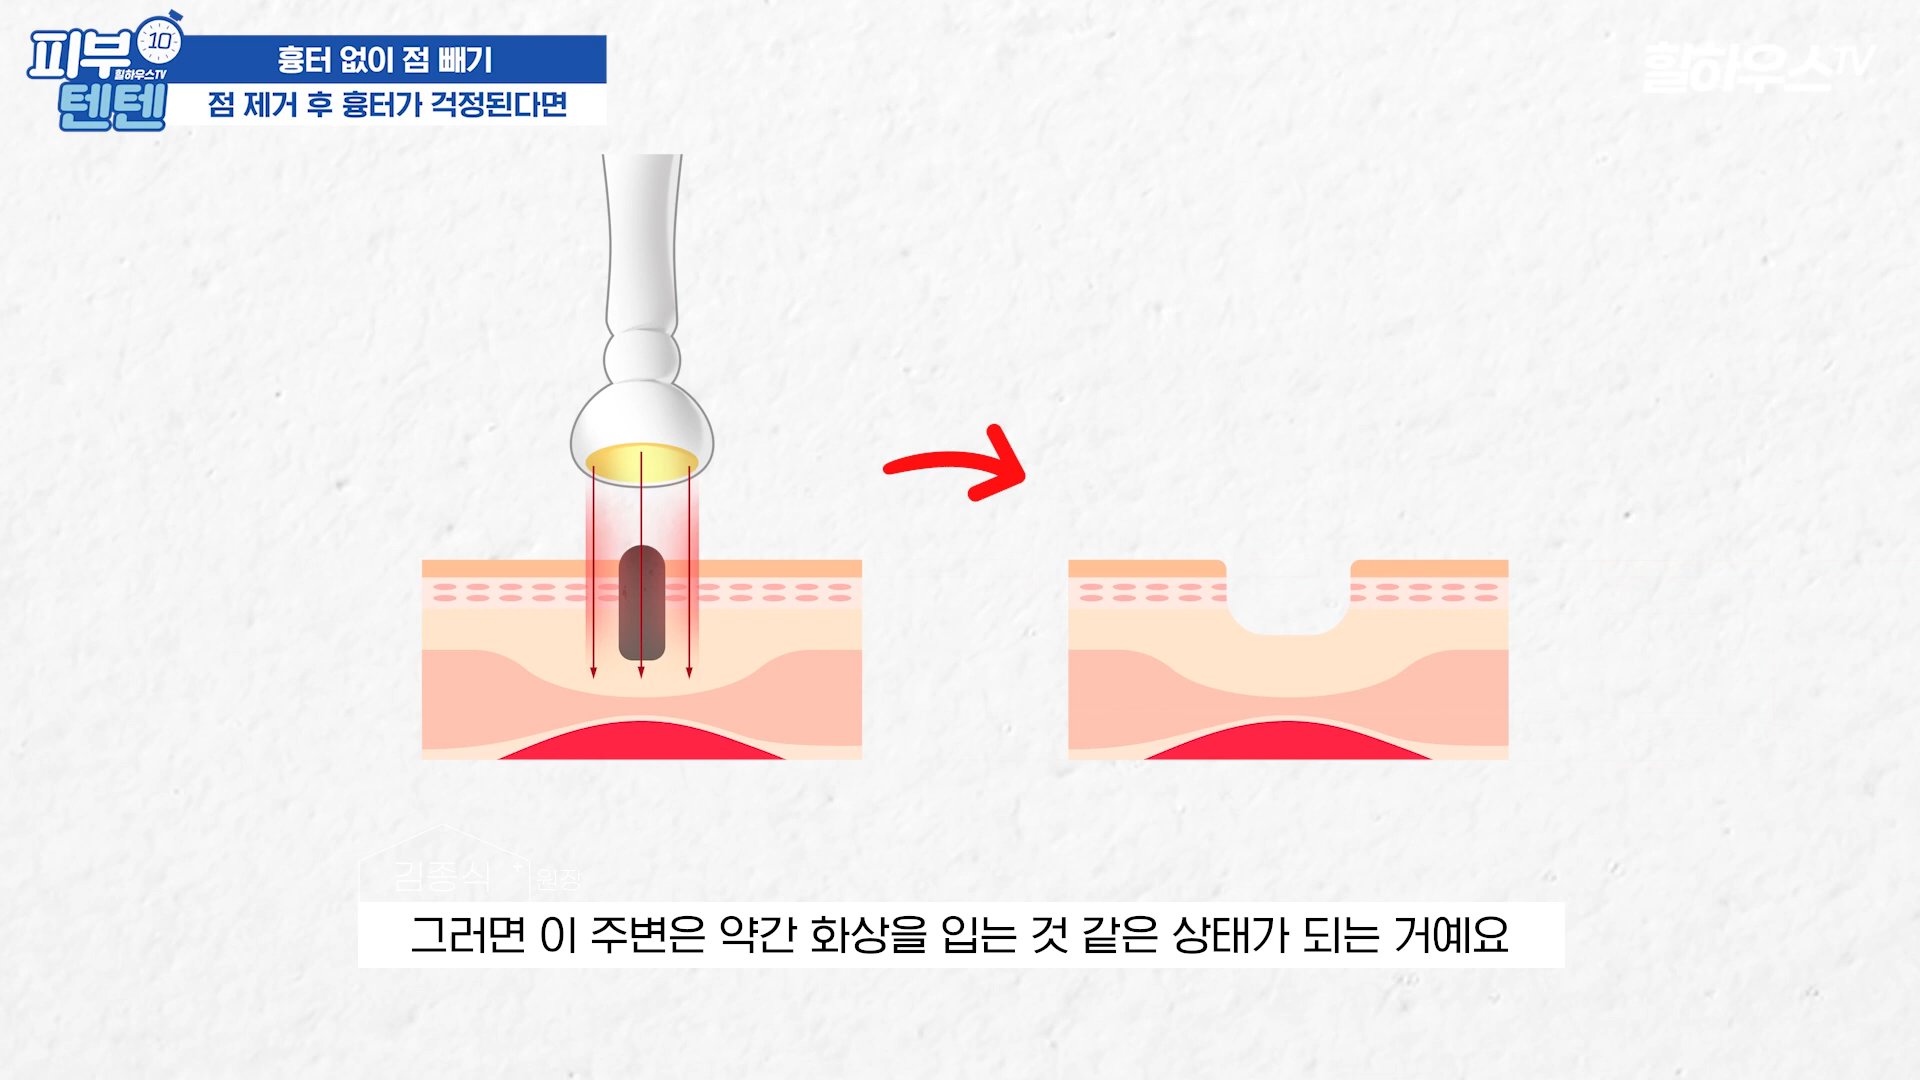 피부
10
힐하우스TV
텐텐
흉터 없이 점 빼기
점 제거 후 흉터가 걱정된다면
힐하우스TV
김종식 원장
그러면 이 주변은 약간 화상을 입는 것 같은 상태가 되는 거예요